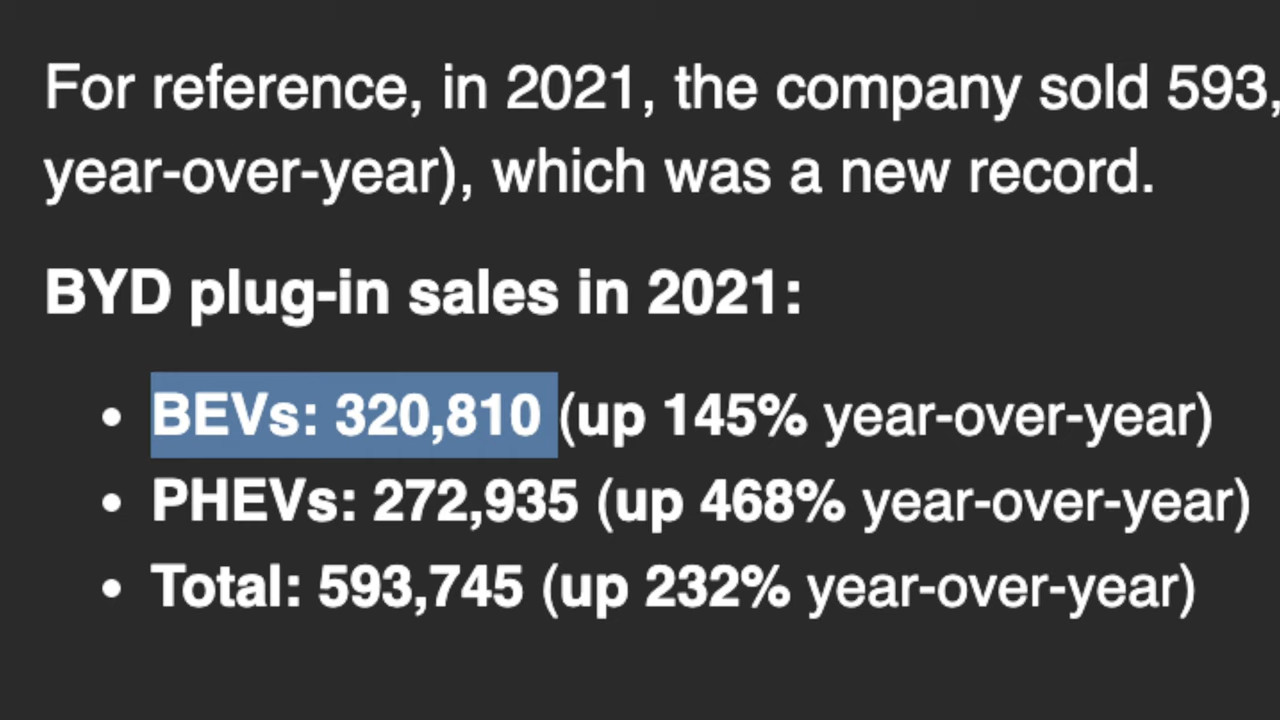 For reference, in 2021, the company sold 593,
year-over-year), which was a new record.
BYD plug-in sales in 2021:
• BEVs: 320,810 (up 145% year-over-year)
• PHEVs: 272,935 (up 468% year-over-year)
• Total: 593,745 (up 232% year-over-year)